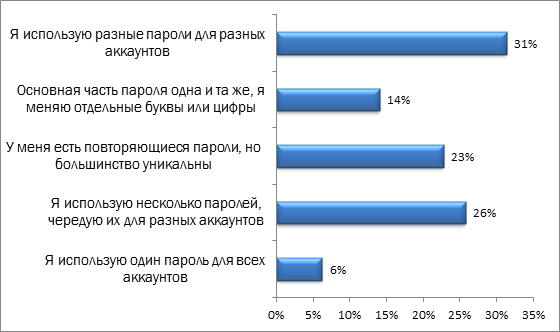 Я использую разные пароли для разных
аккаунтов
31%
Основная часть пароля одна и та же, я
меняю отдельные буквы или цифры
14%
У меня есть повторяющиеся пароли, но
большинство уникальны
23%
Я использую несколько паролей,
чередую их для разных аккаунтов
26%
Я использую один пароль для всех
аккаунтов
6%
0% 5% 10% 15% 20% 25% 30% 35%